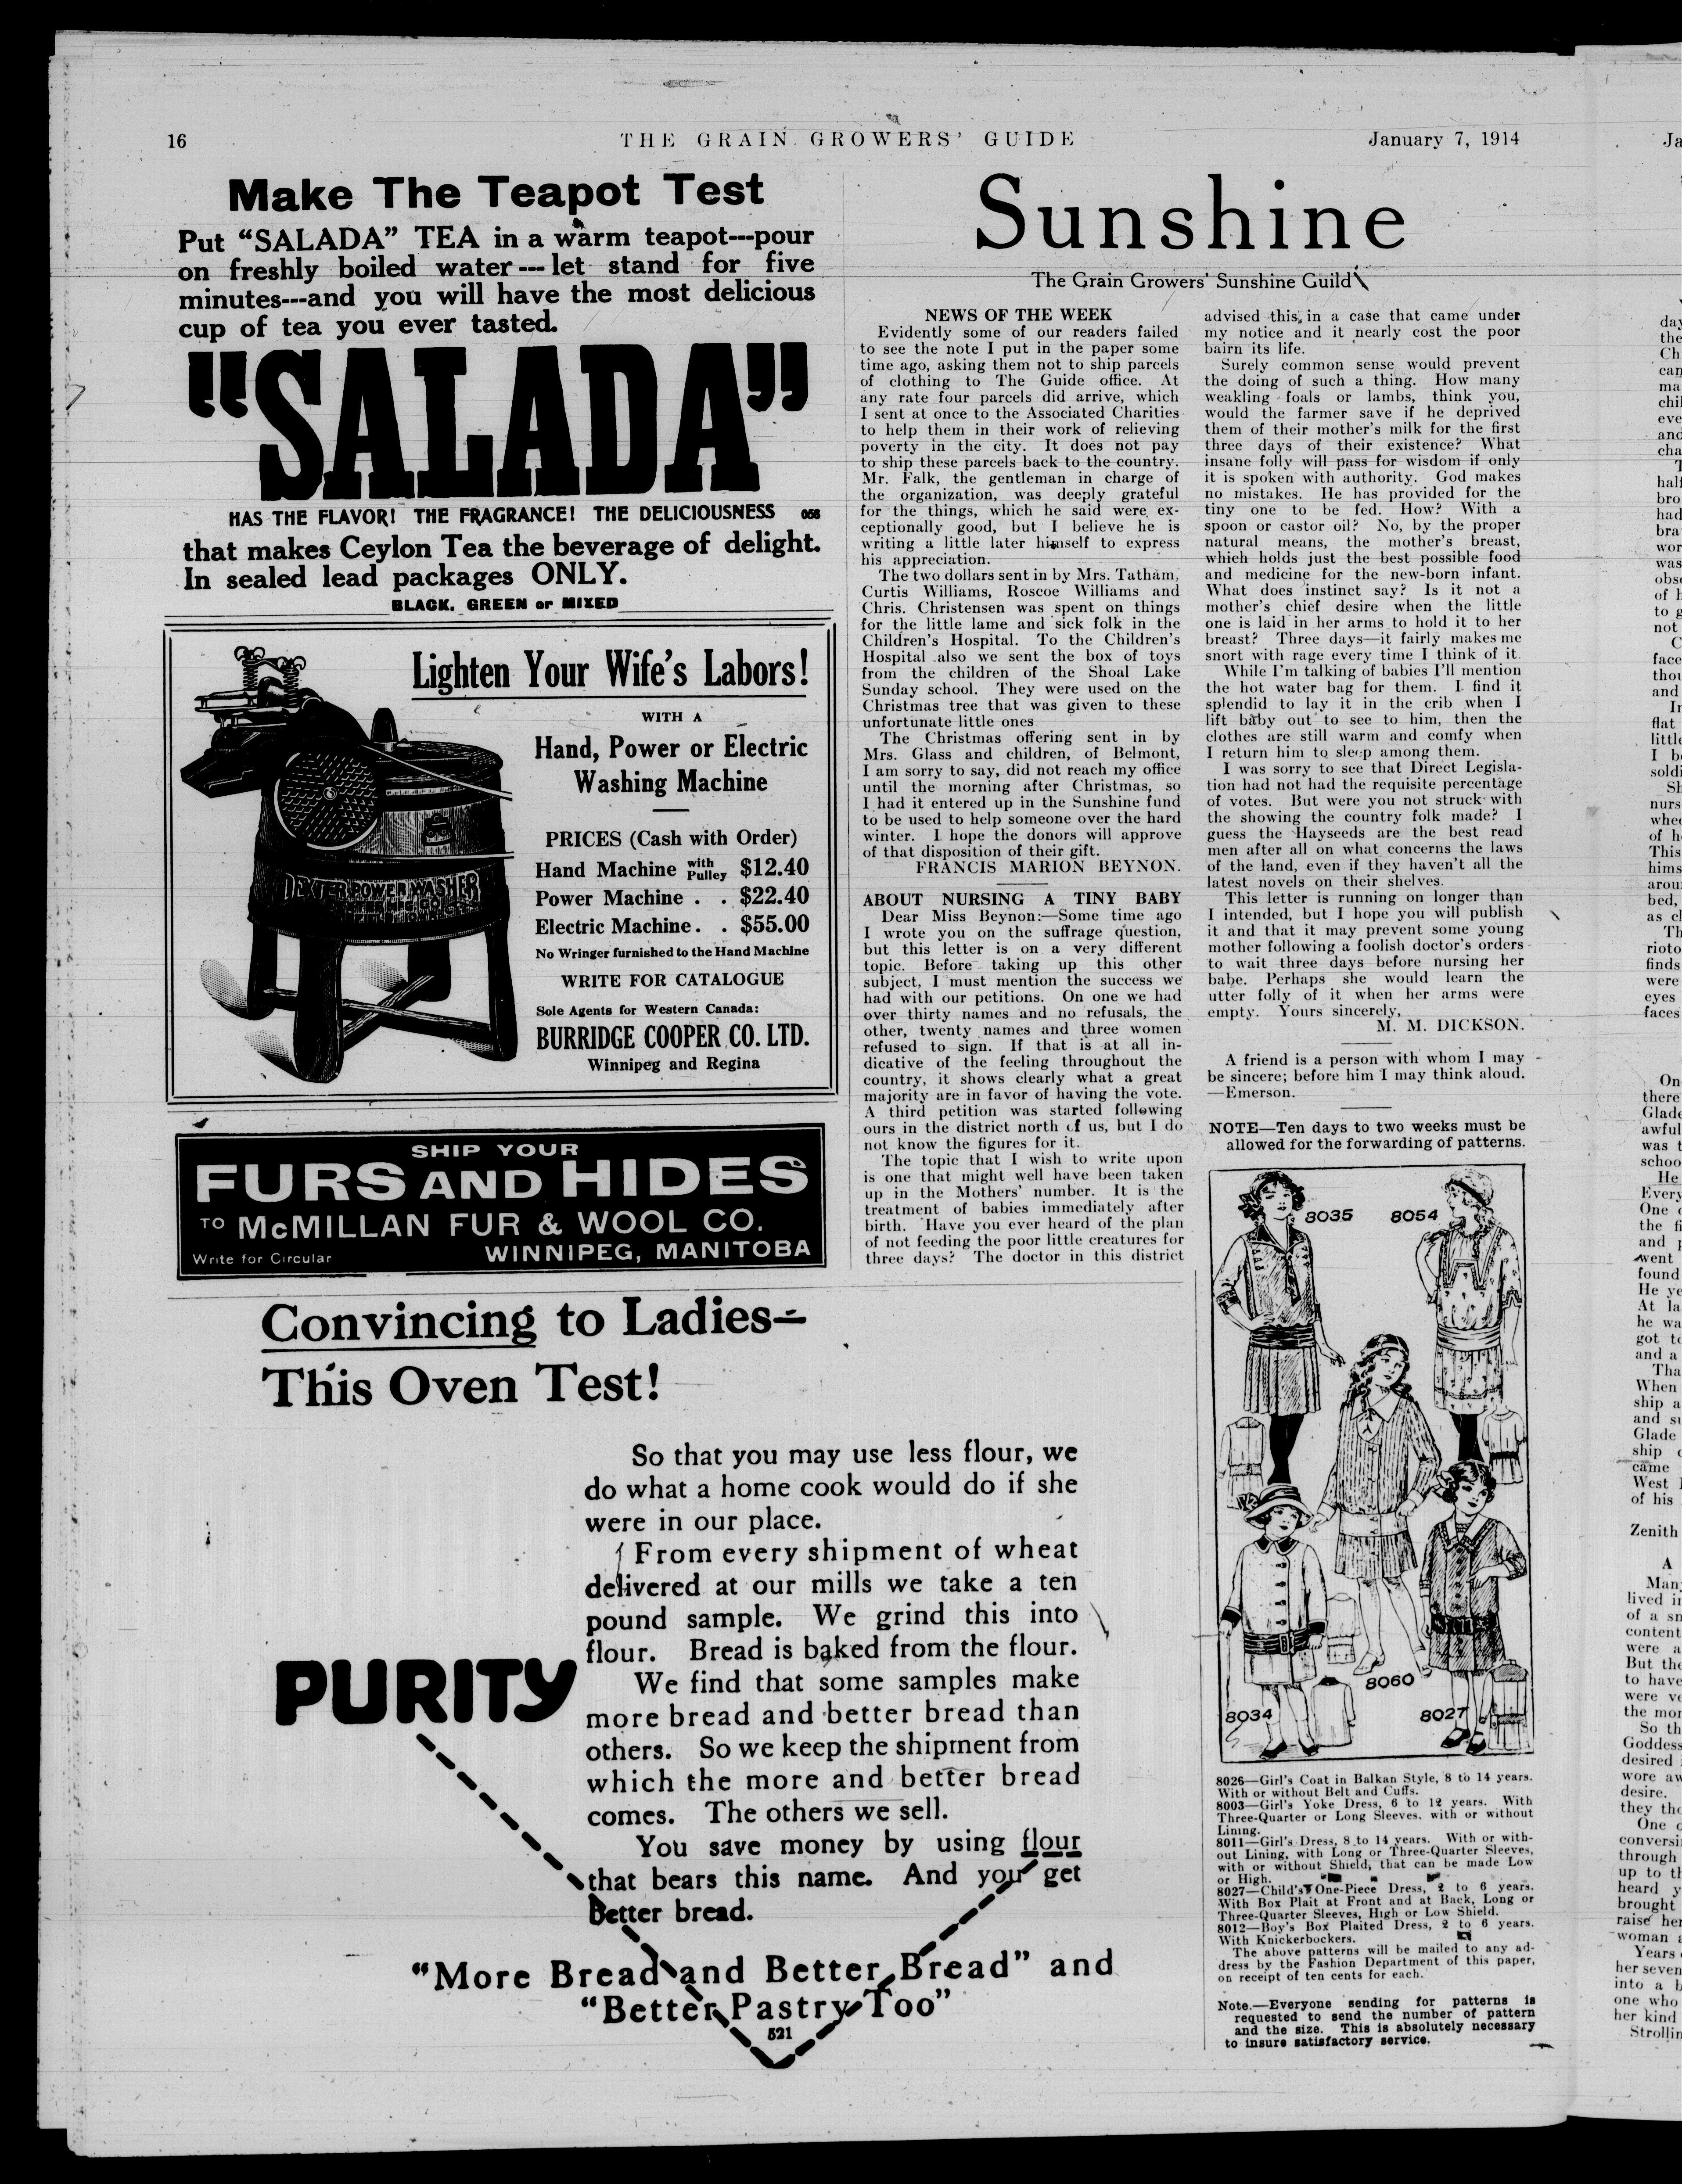 16
THE GRAIN GROWERS' GUIDE
January 7, 1914
Make The Teapot Test
Put "SALADA" TEA in a warm teapot---pour
on freshly boiled water---let stand for five
minutes---and you will have the most delicious
cup of tea you ever tasted.
"SALADA"
HAS THE FLAVOR! THE FRAGRANCE! THE DELICIOUSNESS 058
that makes Ceylon Tea the beverage of delight.
In sealed lead packages ONLY.
BLACK, GREEN or MIXED
Lighten Your Wife's Labors!
WITH A
Hand, Power or Electric
Washing Machine
PRICES (Cash with Order)
Hand Machine with Pulley $12.40
Power Machine . . $22.40
Electric Machine . . $55.00
No Wringer furnished to the Hand Machine
WRITE FOR CATALOGUE
Sole Agents for Western Canada:
BURRIDGE COOPER CO. LTD.
Winnipeg and Regina
DEXTER POWER WASHER
SHIP YOUR
FURS AND HIDES
TO McMILLAN FUR & WOOL CO.
Write for Circular WINNIPEG, MANITOBA
Sunshine
The Grain Growers' Sunshine Guild
NEWS OF THE WEEK
Evidently some of our readers failed
to see the note I put in the paper some
time ago, asking them not to ship parcels
of clothing to The Guide office. At
any rate four parcels did arrive, which
I sent at once to the Associated Charities
to help them in their work of relieving
poverty in the city. It does not pay
to ship these parcels back to the country.
Mr. Falk, the gentleman in charge of
the organization, was deeply grateful
for the things, which he said were ex-
ceptionally good, but I believe he is
writing a little later himself to express
his appreciation.
The two dollars sent in by Mrs. Tatham,
Curtis Williams, Roscoe Williams and
Chris. Christensen was spent on things
for the little lame and sick folk in the
Children's Hospital. To the Children's
Hospital also we sent the box of toys
from the children of the Shoal Lake
Sunday school. They were used on the
Christmas tree that was given to these
unfortunate little ones
The Christmas offering sent in by
Mrs. Glass and children, of Belmont,
I am sorry to say, did not reach my office
until the morning after Christmas, so
I had it entered up in the Sunshine fund
to be used to help someone over the hard
winter. I hope the donors will approve
of that disposition of their gift.
FRANCIS MARION BEYNON.
ABOUT NURSING A TINY BABY
Dear Miss Beynon:—Some time ago
I wrote you on the suffrage question,
but this letter is on a very different
topic. Before taking up this other
subject, I must mention the success we
had with our petitions. On one we had
over thirty names and no refusals, the
other, twenty names and three women
refused to sign. If that is at all in-
dicative of the feeling throughout the
country, it shows clearly what a great
majority are in favor of having the vote.
A third petition was started following
ours in the district north of us, but I do
not know the figures for it.
The topic that I wish to write upon
is one that might well have been taken
up in the Mothers' number. It is the
treatment of babies immediately after
birth. Have you ever heard of the plan
of not feeding the poor little creatures for
three days? The doctor in this district
advised this, in a case that came under
my notice and it nearly cost the poor
bairn its life.
Surely common sense would prevent
the doing of such a thing. How many
weakling foals or lambs, think you,
would the farmer save if he deprived
them of their mother's milk for the first
three days of their existence? What
insane folly will pass for wisdom if only
it is spoken with authority. God makes
no mistakes. He has provided for the
tiny one to be fed. How? With a
spoon or castor oil? No, by the proper
natural means, the mother's breast,
which holds just the best possible food
and medicine for the new-born infant.
What does instinct say? Is it not a
mother's chief desire when the little
one is laid in her arms to hold it to her
breast? Three days—it fairly makes me
snort with rage every time I think of it.
While I'm talking of babies I'll mention
the hot water bag for them. I find it
splendid to lay it in the crib when I
lift baby out to see to him, then the
clothes are still warm and comfy when
I return him to sleep among them.
I was sorry to see that Direct Legisla-
tion had not had the requisite percentage
of votes. But were you not struck with
the showing the country folk made? I
guess the Hayseeds are the best read
men after all on what concerns the laws
of the land, even if they haven't all the
latest novels on their shelves.
This letter is running on longer than
I intended, but I hope you will publish
it and that it may prevent some young
mother following a foolish doctor's orders
to wait three days before nursing her
babe. Perhaps she would learn the
utter folly of it when her arms were
empty. Yours sincerely,
M. M. DICKSON.
A friend is a person with whom I may
be sincere; before him I may think aloud.
—Emerson.
NOTE—Ten days to two weeks must be
allowed for the forwarding of patterns.
8035 8054
8060
8034 8027
8026—Girl's Coat in Balkan Style, 8 to 14 years.
With or without Belt and Cuffs.
8003—Girl's Yoke Dress, 6 to 12 years. With
Three-Quarter or Long Sleeves, with or without
Lining.
8011—Girl's Dress, 8 to 14 years. With or with-
out Lining, with Long or Three-Quarter Sleeves,
with or without Shield, that can be made Low
or High.
8027—Child's One-Piece Dress, 2 to 6 years.
With Box Plait at Front and at Back, Long or
Three-Quarter Sleeves, High or Low Shield.
8012—Boy's Box Plaited Dress, 2 to 6 years.
With Knickerbockers.
The above patterns will be mailed to any ad-
dress by the Fashion Department of this paper,
on receipt of ten cents for each.
Note.—Everyone sending for patterns is
requested to send the number of pattern
and the size. This is absolutely necessary
to insure satisfactory service.
Convincing to Ladies—
This Oven Test!
So that you may use less flour, we
do what a home cook would do if she
were in our place.
From every shipment of wheat
delivered at our mills we take a ten
pound sample. We grind this into
flour. Bread is baked from the flour.
We find that some samples make
more bread and better bread than
others. So we keep the shipment from
which the more and better bread
comes. The others we sell.
You save money by using flour
that bears this name. And you get
better bread.
PURITY
"More Bread and Better Bread" and
"Better Pastry Too"
521